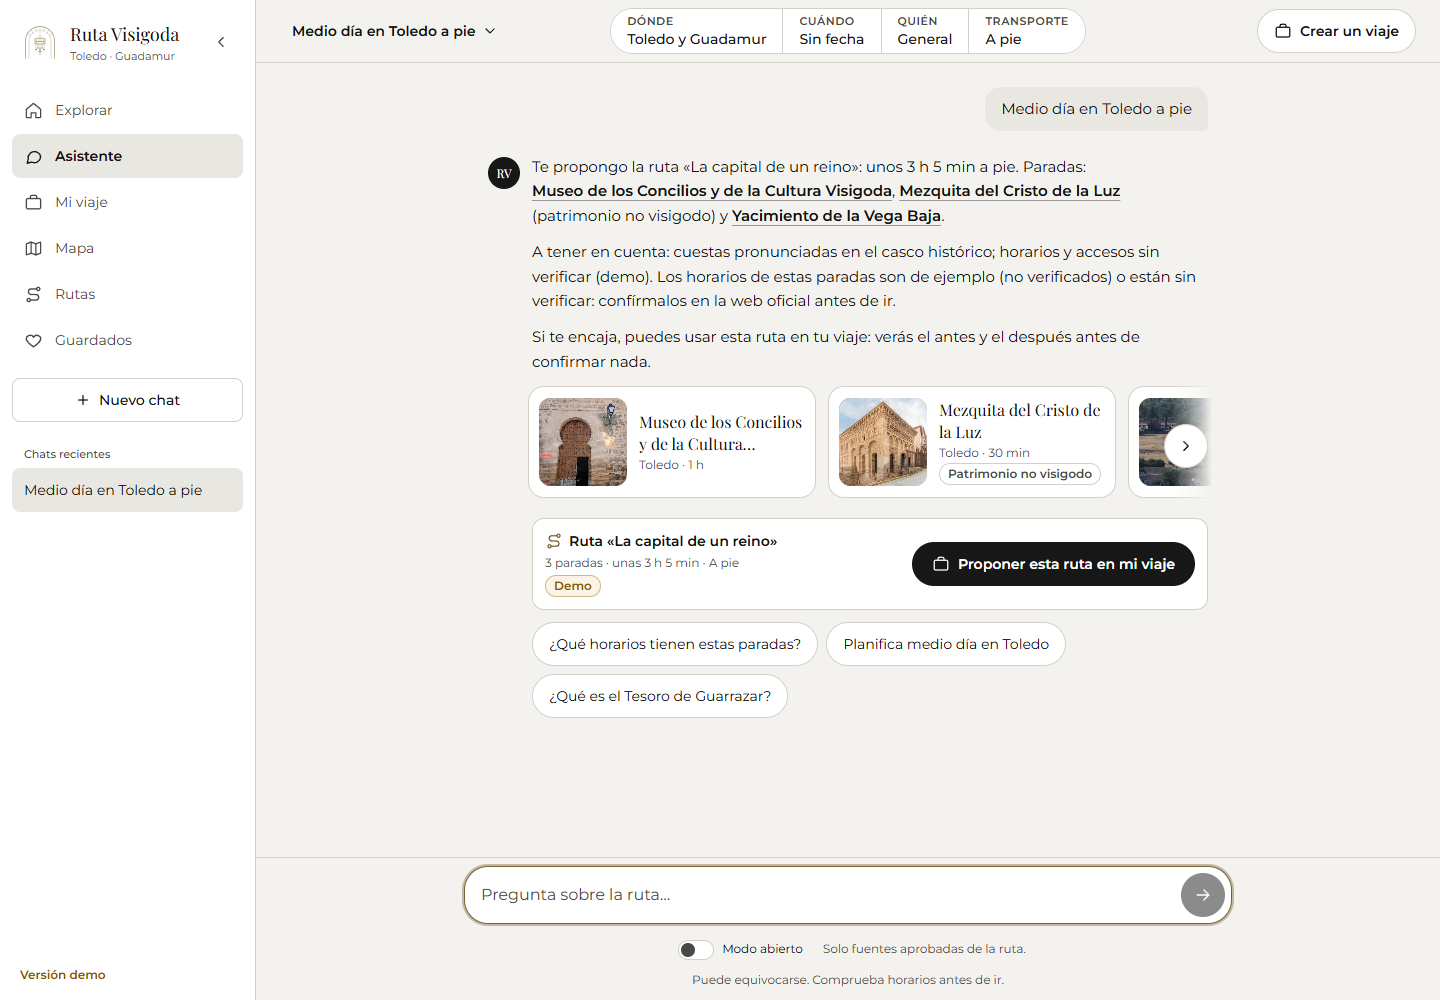 Ruta Visigoda
Toledo · Guadamur
Explorar
Asistente
Mi viaje
Mapa
Rutas
Guardados
Nuevo chat
Chats recientes
Medio día en Toledo a pie
Versión demo
Medio día en Toledo a pie
DÓNDE
Toledo y Guadamur
CUÁNDO
Sin fecha
QUIÉN
General
TRANSPORTE
A pie
Crear un viaje
Medio día en Toledo a pie
RV
Te propongo la ruta «La capital de un reino»: unos 3 h 5 min a pie. Paradas:
Museo de los Concilios y de la Cultura Visigoda, Mezquita del Cristo de la Luz
(patrimonio no visigodo) y Yacimiento de la Vega Baja.
A tener en cuenta: cuestas pronunciadas en el casco histórico; horarios y accesos sin
verificar (demo). Los horarios de estas paradas son de ejemplo (no verificados) o están sin
verificar: confírmalos en la web oficial antes de ir.
Si te encaja, puedes usar esta ruta en tu viaje: verás el antes y el después antes de
confirmar nada.
Museo de los Concilios
y de la Cultura...
Toledo · 1 h
Mezquita del Cristo de
la Luz
Toledo · 30 min
Patrimonio no visigodo
Ruta «La capital de un reino»
3 paradas · unas 3 h 5 min · A pie
Demo
Proponer esta ruta en mi viaje
¿Qué horarios tienen estas paradas?
Planifica medio día en Toledo
¿Qué es el Tesoro de Guarrazar?
Pregunta sobre la ruta...
Modo abierto
Solo fuentes aprobadas de la ruta.
Puede equivocarse. Comprueba horarios antes de ir.